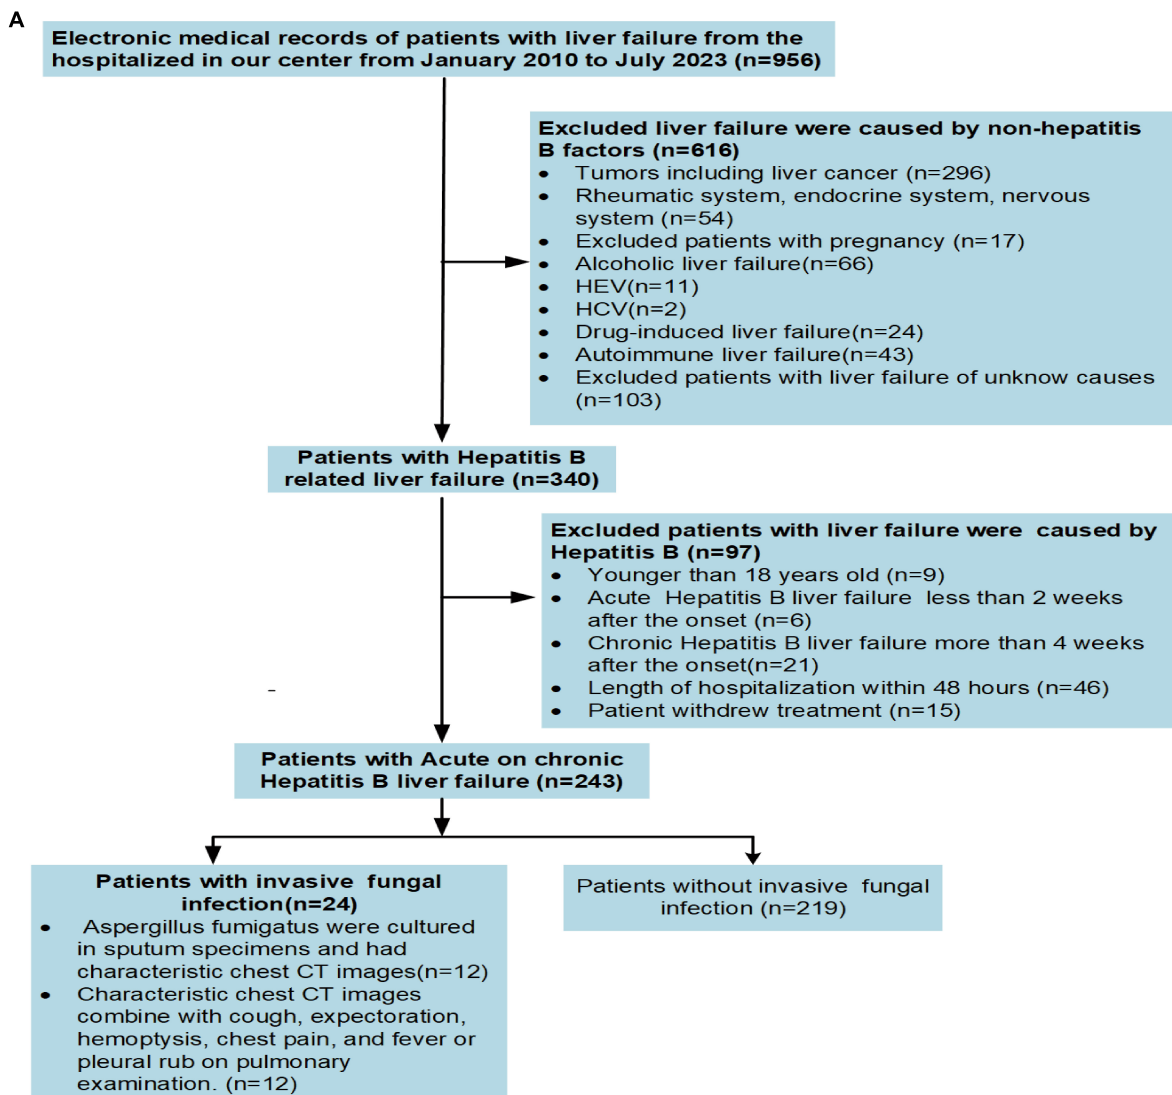 A
Electronic medical records of patients with liver failure from the
hospitalized in our center from January 2010 to July 2023 (n=956)
Excluded liver failure were caused by non-hepatitis
B factors (n=616)
• Tumors including liver cancer (n=296)
• Rheumatic system, endocrine system, nervous
system (n=54)
• Excluded patients with pregnancy (n=17)
• Alcoholic liver failure(n=66)
• HEV(n=11)
• HCV(n=2)
• Drug-induced liver failure(n=24)
• Autoimmune liver failure(n=43)
• Excluded patients with liver failure of unknow causes
(n=103)
Patients with Hepatitis B
related liver failure (n=340)
Excluded patients with liver failure were caused by
Hepatitis B (n=97)
• Younger than 18 years old (n=9)
• Acute Hepatitis B liver failure less than 2 weeks
after the onset (n=6)
• Chronic Hepatitis B liver failure more than 4 weeks
after the onset(n=21)
• Length of hospitalization within 48 hours (n=46)
• Patient withdrew treatment (n=15)
Patients with Acute on chronic
Hepatitis B liver failure (n=243)
Patients with invasive fungal
infection(n=24)
• Aspergillus fumigatus were cultured
in sputum specimens and had
characteristic chest CT images(n=12)
• Characteristic chest CT images
combine with cough, expectoration,
hemoptysis, chest pain, and fever or
pleural rub on pulmonary
examination. (n=12)
Patients without invasive fungal
infection (n=219)